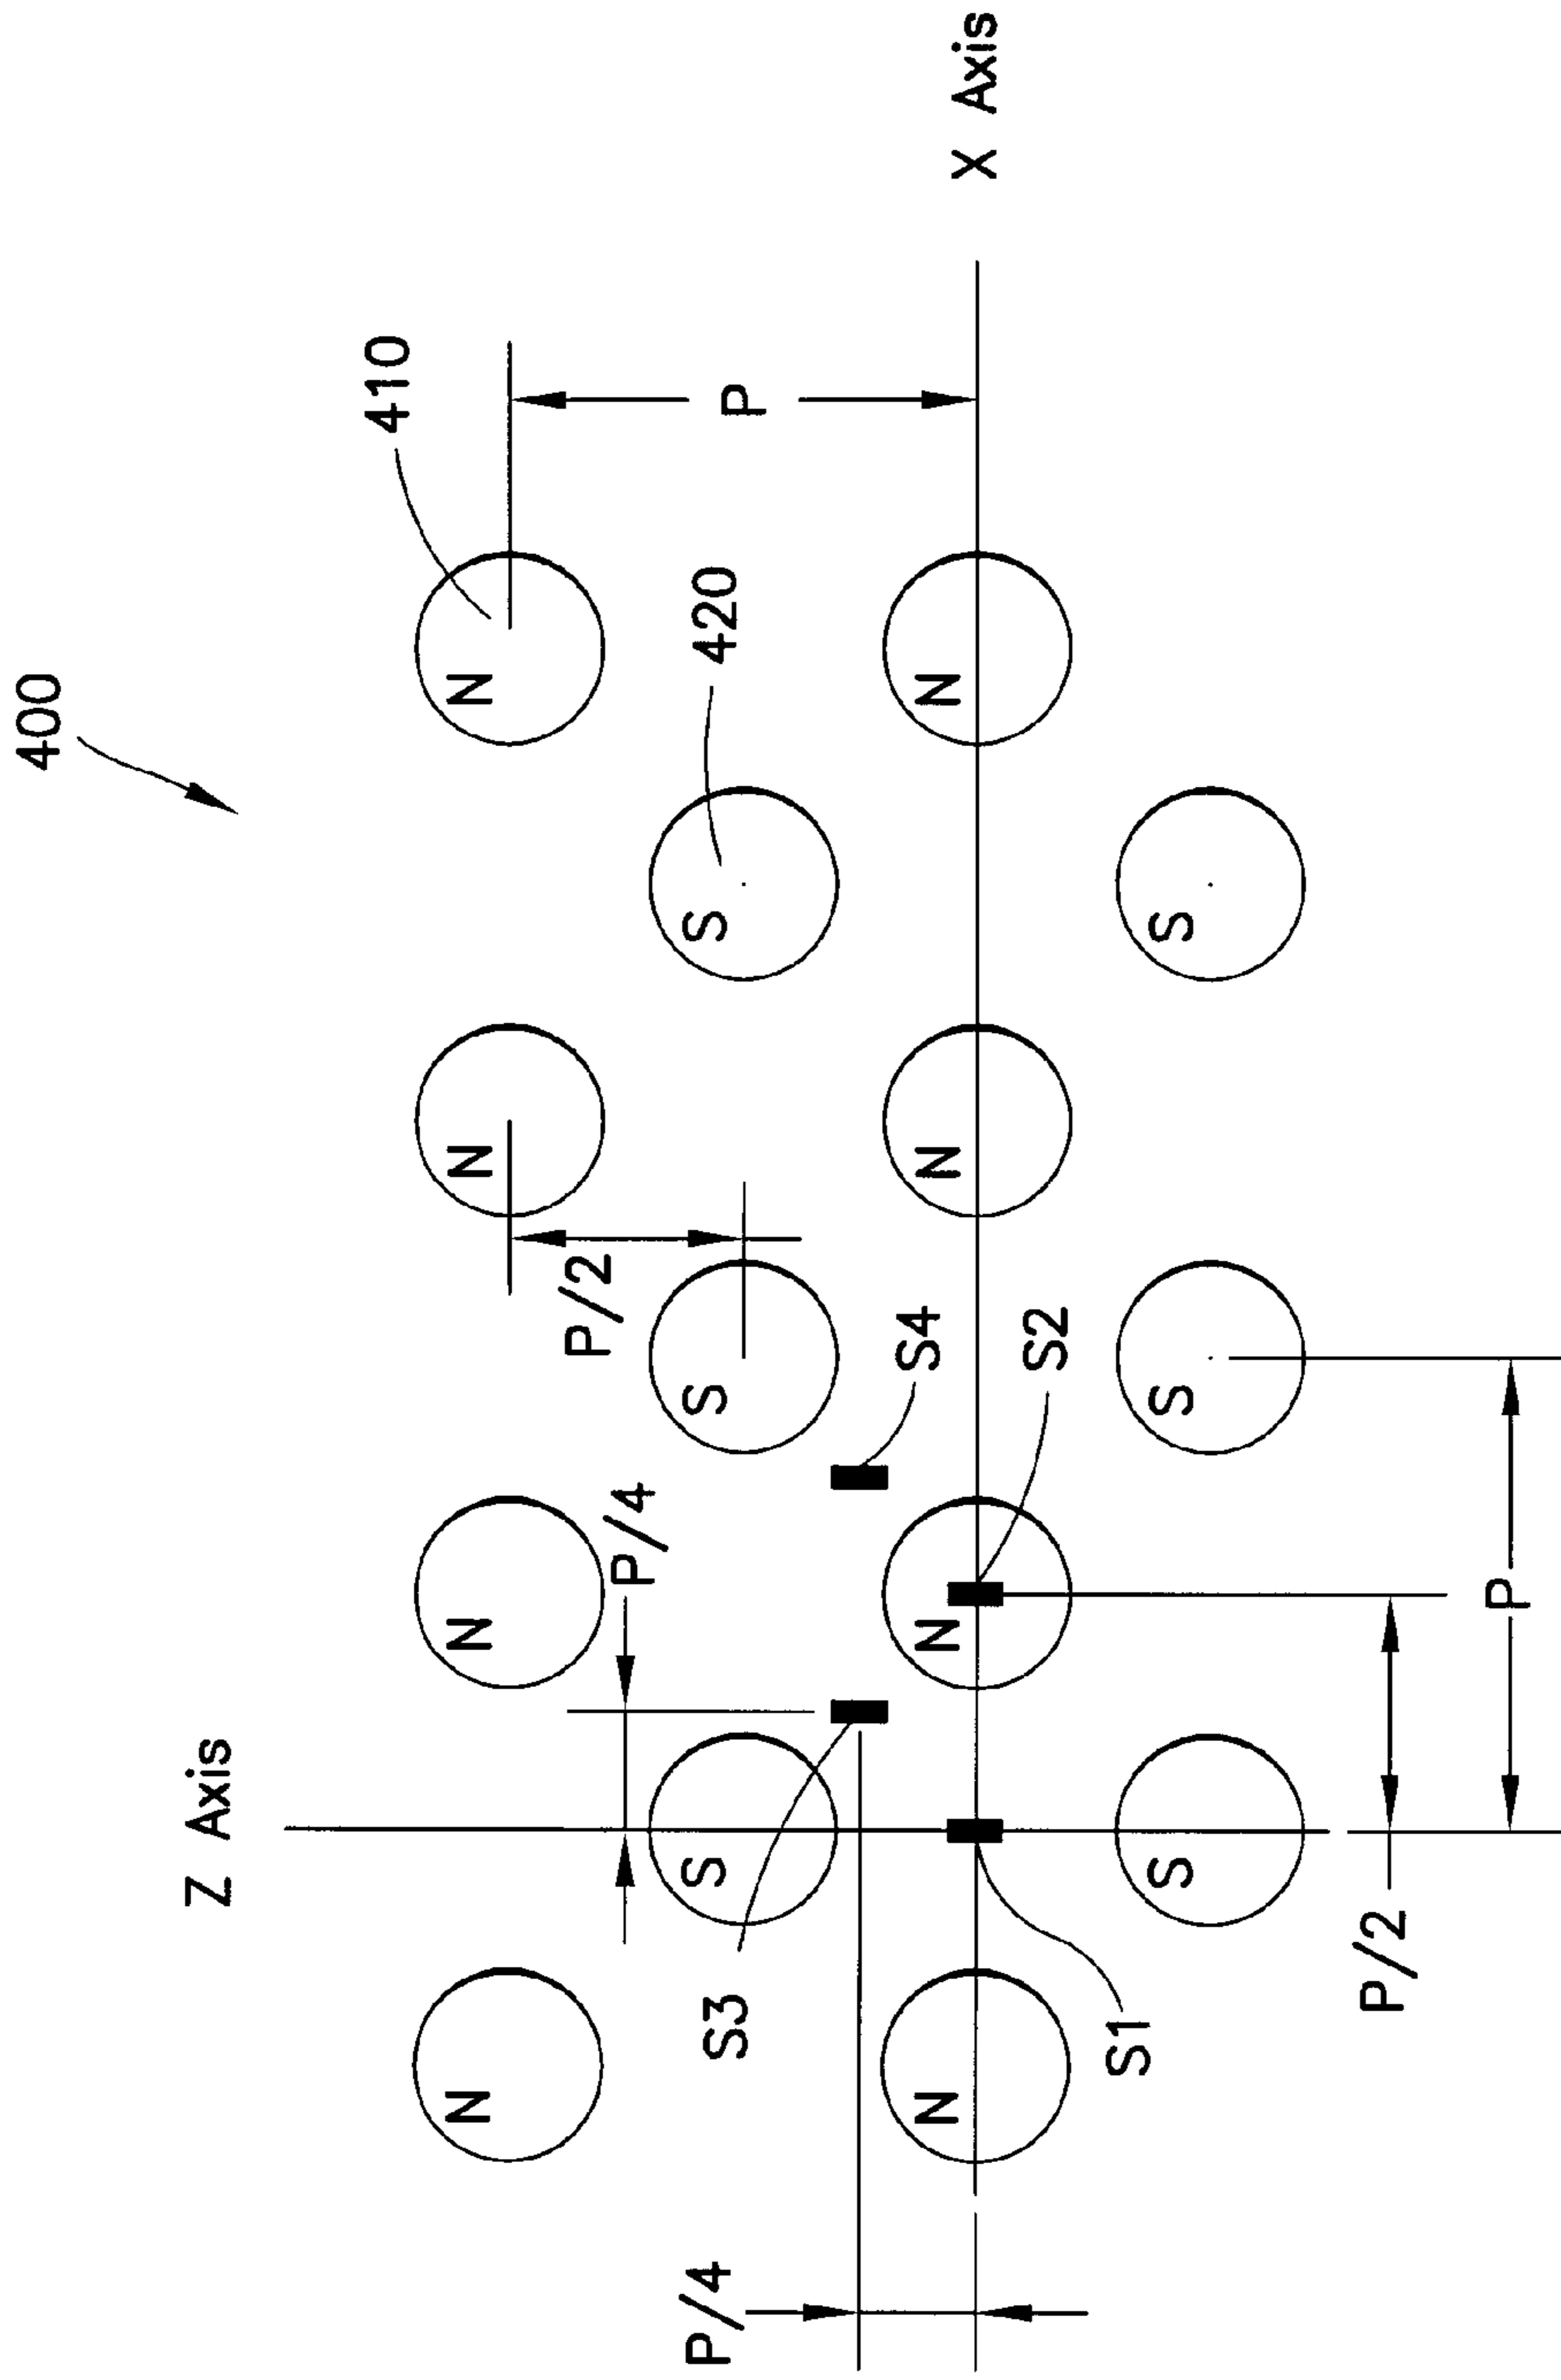 400
Z Axis
410
N N N N
P/2
P/4
P/4
S3
S S S
420
P
S4
N N N N
X Axis
S2
S1
S S S
P/2
P